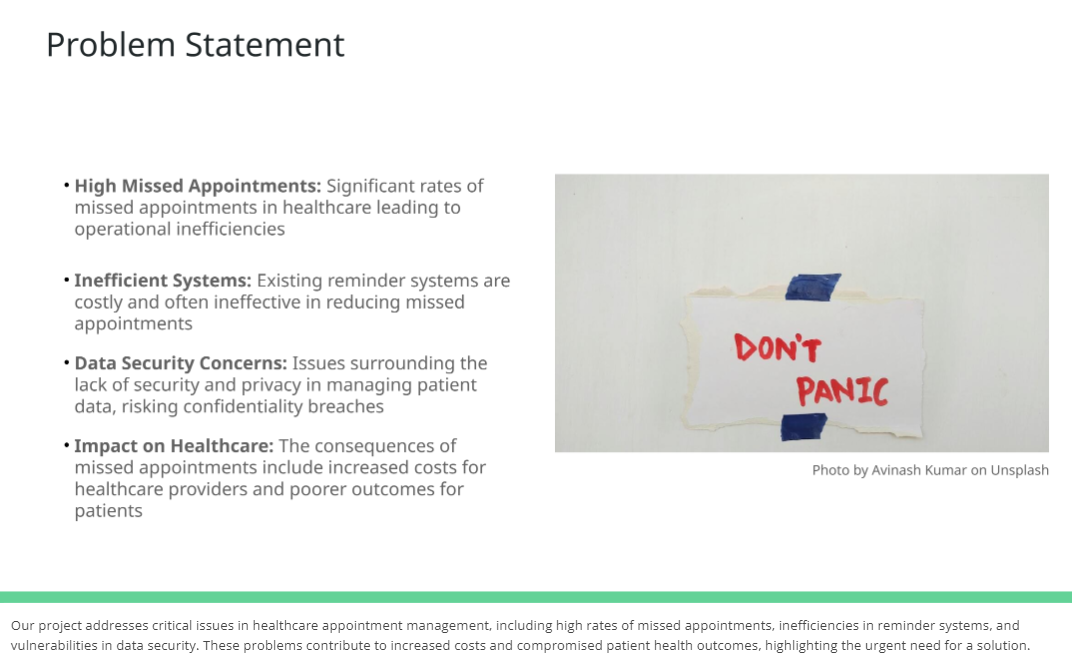 Problem Statement
• High Missed Appointments: Significant rates of
missed appointments in healthcare leading to
operational inefficiencies
• Inefficient Systems: Existing reminder systems are
costly and often ineffective in reducing missed
appointments
• Data Security Concerns: Issues surrounding the
lack of security and privacy in managing patient
data, risking confidentiality breaches
• Impact on Healthcare: The consequences of
missed appointments include increased costs for
healthcare providers and poorer outcomes for
patients
DON'T
PANIC
Photo by Avinash Kumar on Unsplash
Our project addresses critical issues in healthcare appointment management, including high rates of missed appointments, inefficiencies in reminder systems, and
vulnerabilities in data security. These problems contribute to increased costs and compromised patient health outcomes, highlighting the urgent need for a solution.